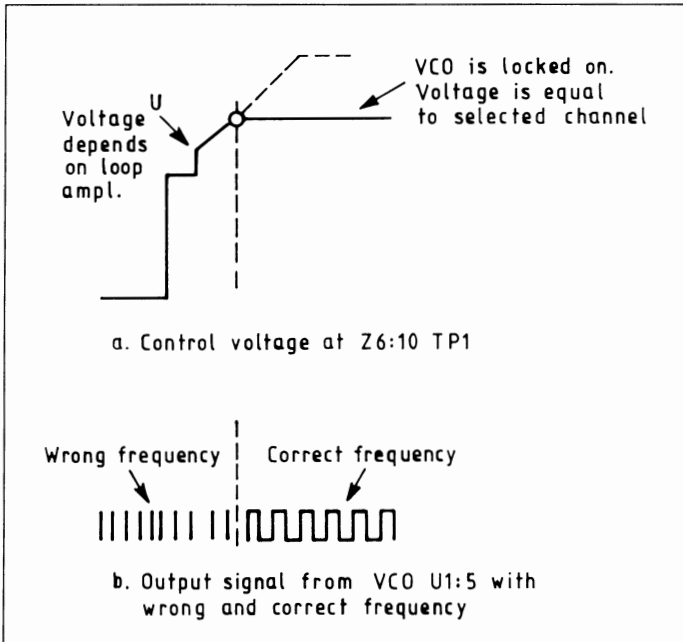 U
Voltage
depends
on loop
ampl.
VCO is locked on.
Voltage is equal
to selected channel
a. Control voltage at Z6:10 TP1
Wrong frequency
Correct frequency
b. Output signal from VCO U1:5 with
wrong and correct frequency